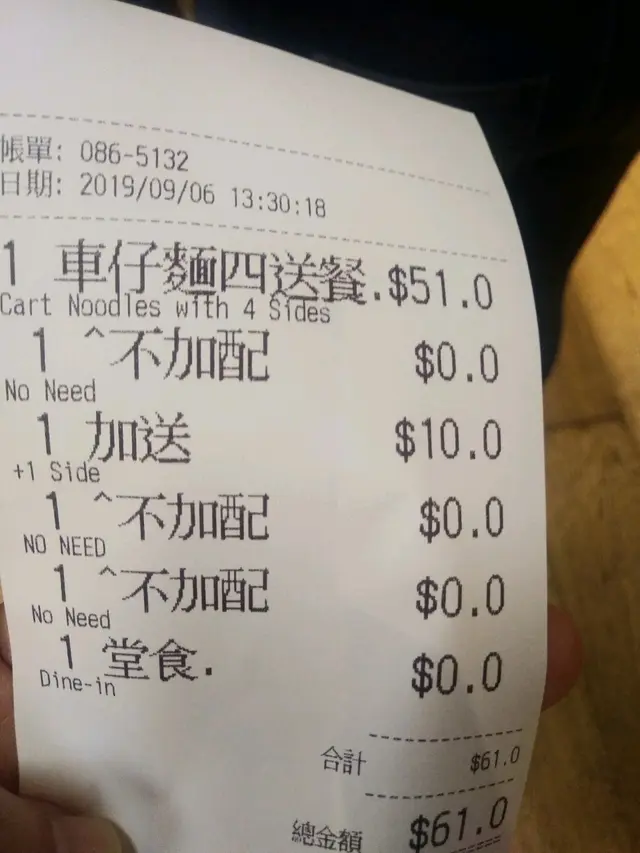 帳單: 086-5132
日期: 2019/09/06 13:30:18
1 車仔麵四送餐.$51.0
Cart Noodles with 4 Sides
1 ^不加配 $0.0
No Need
1 加送 $10.0
+1 Side
1 ^不加配 $0.0
NO NEED
1 ^不加配 $0.0
No Need
1 堂食. $0.0
Dine-in
合計 $61.0
總金額 $61.0